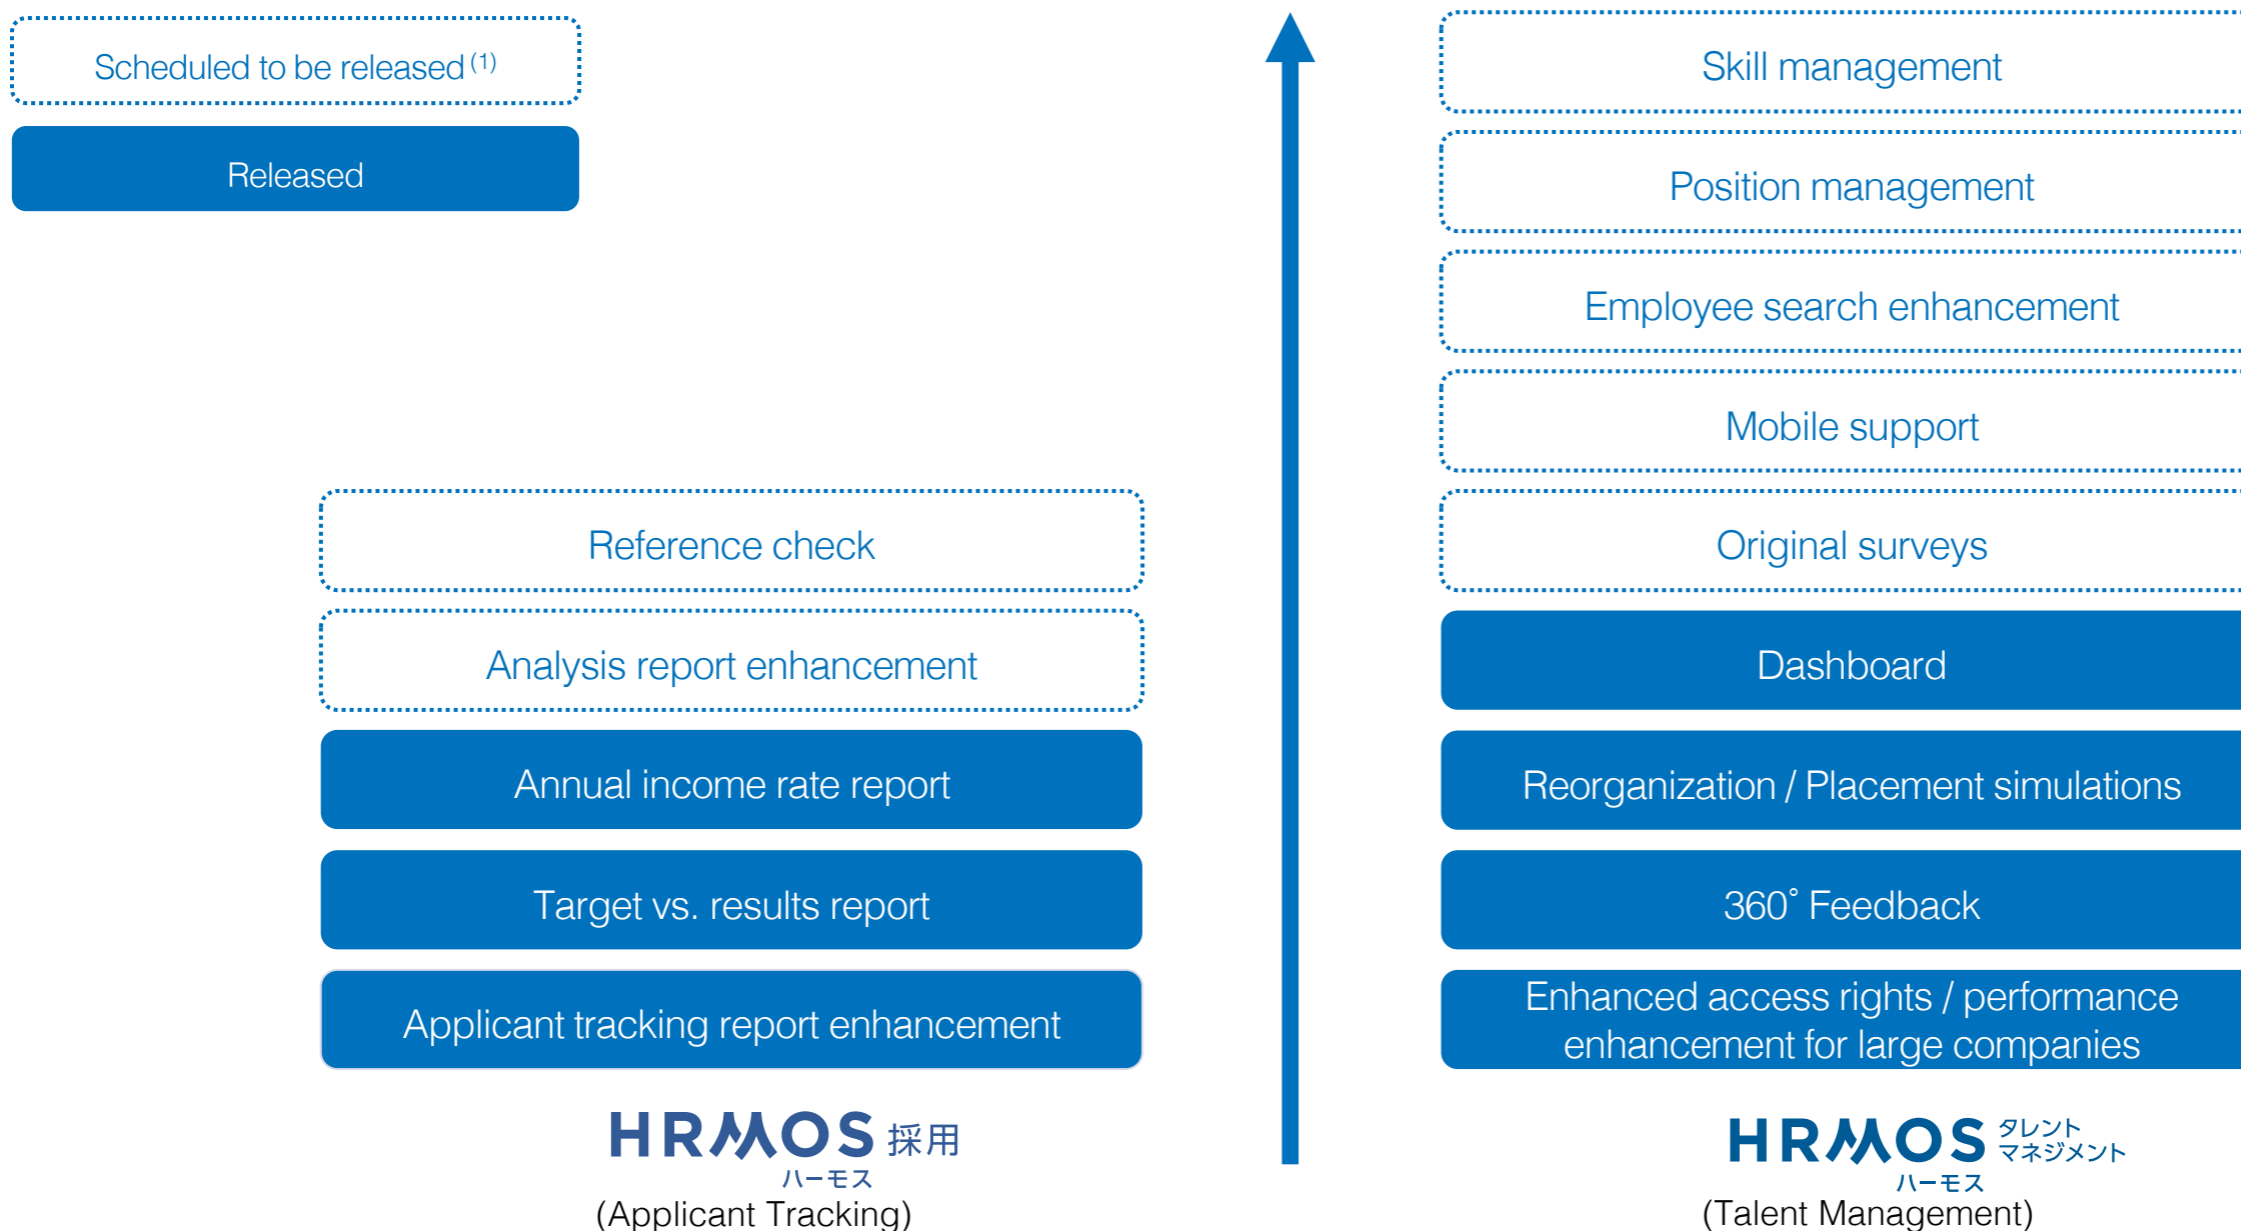 Scheduled to be released (1)
Released
Reference check
Analysis report enhancement
Annual income rate report
Target vs. results report
Applicant tracking report enhancement
HRMOS 採用
ハーモス
(Applicant Tracking)
Skill management
Position management
Employee search enhancement
Mobile support
Original surveys
Dashboard
Reorganization / Placement simulations
360° Feedback
Enhanced access rights / performance
enhancement for large companies
HRMOS タレント
マネジメント
ハーモス
(Talent Management)